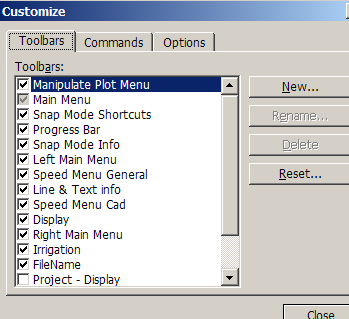 Customize
Toolbars Commands Options
Toolbars:
Manipulate Plot Menu
Main Menu
Snap Mode Shortcuts
Progress Bar
Snap Mode Info
Left Main Menu
Speed Menu General
Line & Text info
Speed Menu Cad
Display
Right Main Menu
Irrigation
FileName
Project - Display
New...
Rename...
Delete
Reset...
Close